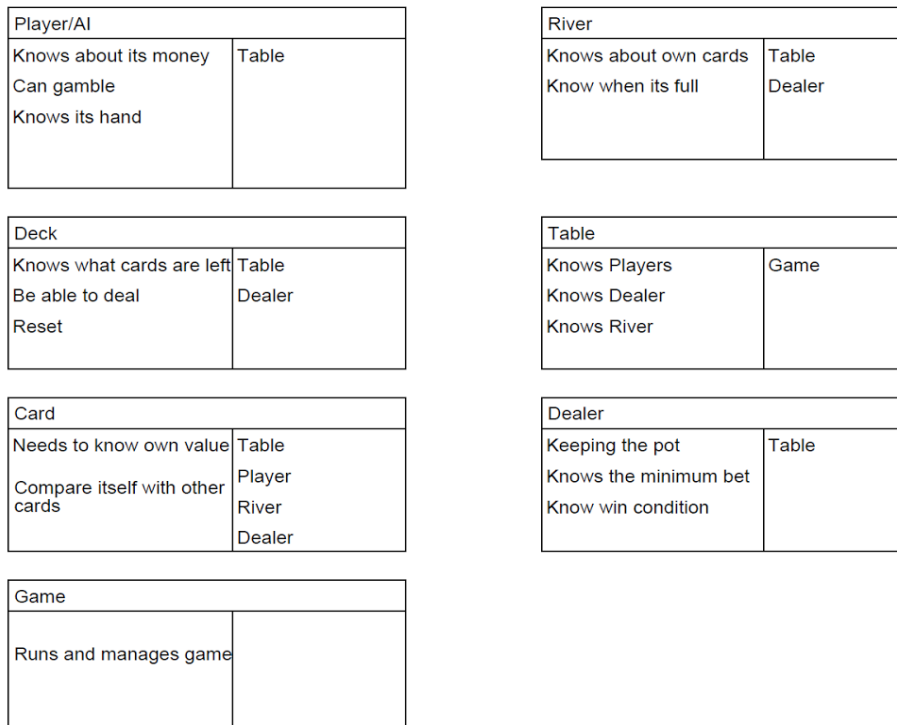 Player/AI
Knows about its money
Table
Can gamble
Knows its hand
River
Knows about own cards
Table
Know when its full
Dealer
Deck
Knows what cards are left
Table
Be able to deal
Dealer
Reset
Table
Knows Players
Game
Knows Dealer
Knows River
Card
Needs to know own value
Table
Compare itself with other
cards
Player
River
Dealer
Dealer
Keeping the pot
Table
Knows the minimum bet
Know win condition
Game
Runs and manages game